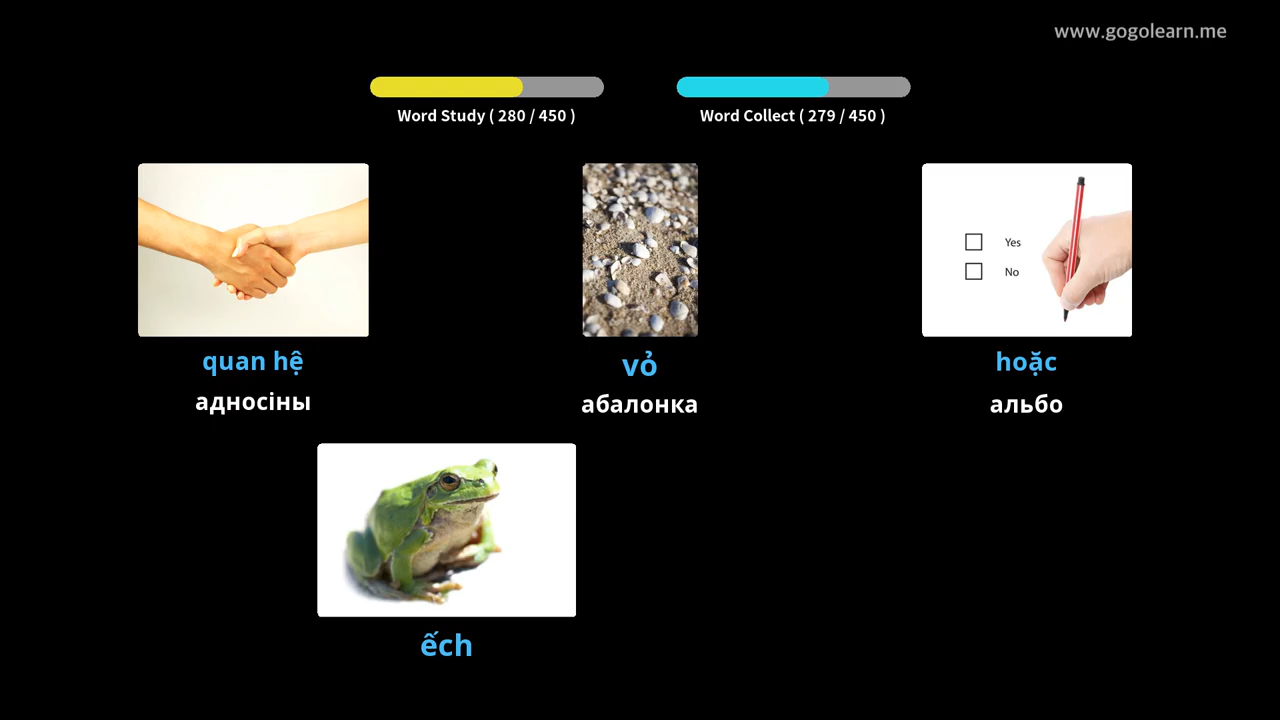 www.gogolearn.me
Word Study ( 280 / 450 )
Word Collect ( 279 / 450 )
Yes
No
quan hệ
адносіны
vỏ
абалонка
hoặc
альбо
ếch